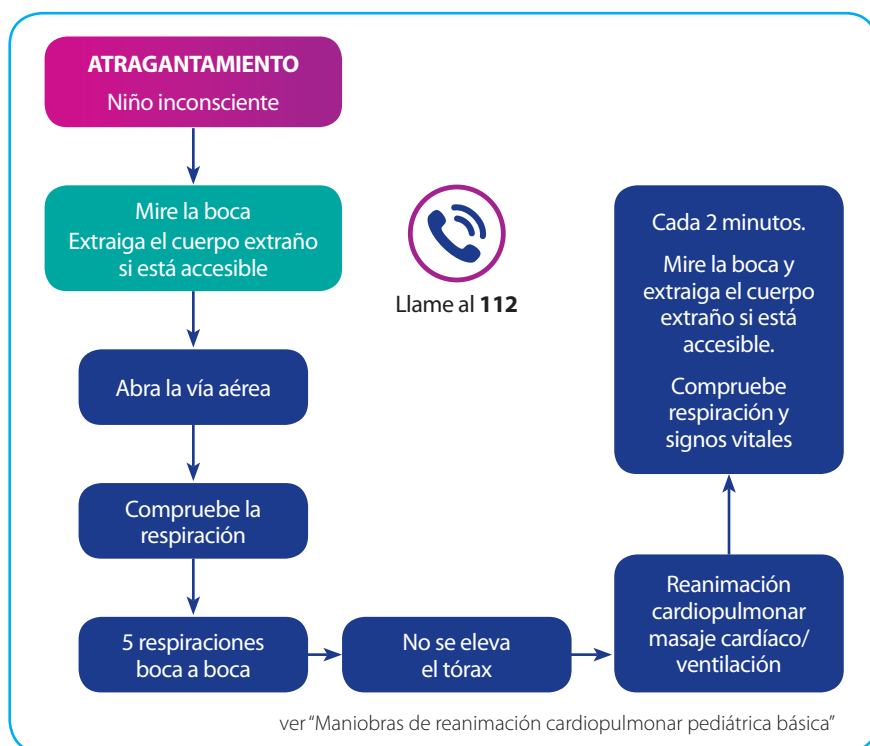 ATRAGANTAMIENTO
Niño inconsciente
Mire la boca
Extraiga el cuerpo extraño
si está accesible
Llame al 112
Abra la vía aérea
Compruebe la
respiración
5 respiraciones
boca a boca
No se eleva
el tórax
Reanimación
cardiopulmonar
masaje cardíaco/
ventilación
Cada 2 minutos.
Mire la boca y
extraiga el cuerpo
extraño si está
accesible.
Compruebe
respiración y
signos vitales
ver "Maniobras de reanimación cardiopulmonar pediátrica básica"